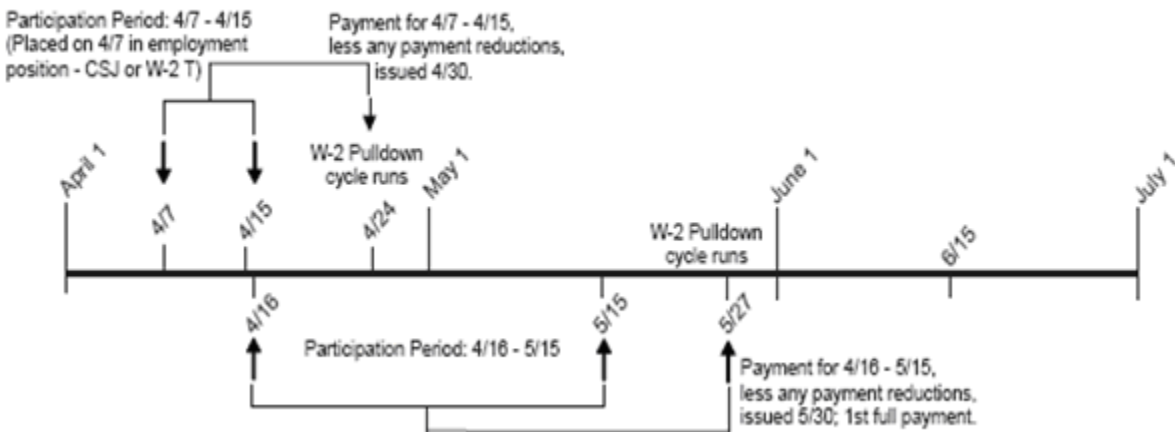 Participation Period: 4/7 - 4/15
(Placed on 4/7 in employment
position - CSJ or W-2 T)
Payment for 4/7 - 4/15,
less any payment reductions,
issued 4/30.
April 1
4/7
4/15
W-2 Pulldown
cycle runs
4/24
May 1
W-2 Pulldown
cycle runs
June 1
6/15
July 1
4/16
Participation Period: 4/16 - 5/15
5/15
5/27
Payment for 4/16 - 5/15,
less any payment reductions,
issued 5/30; 1st full payment.